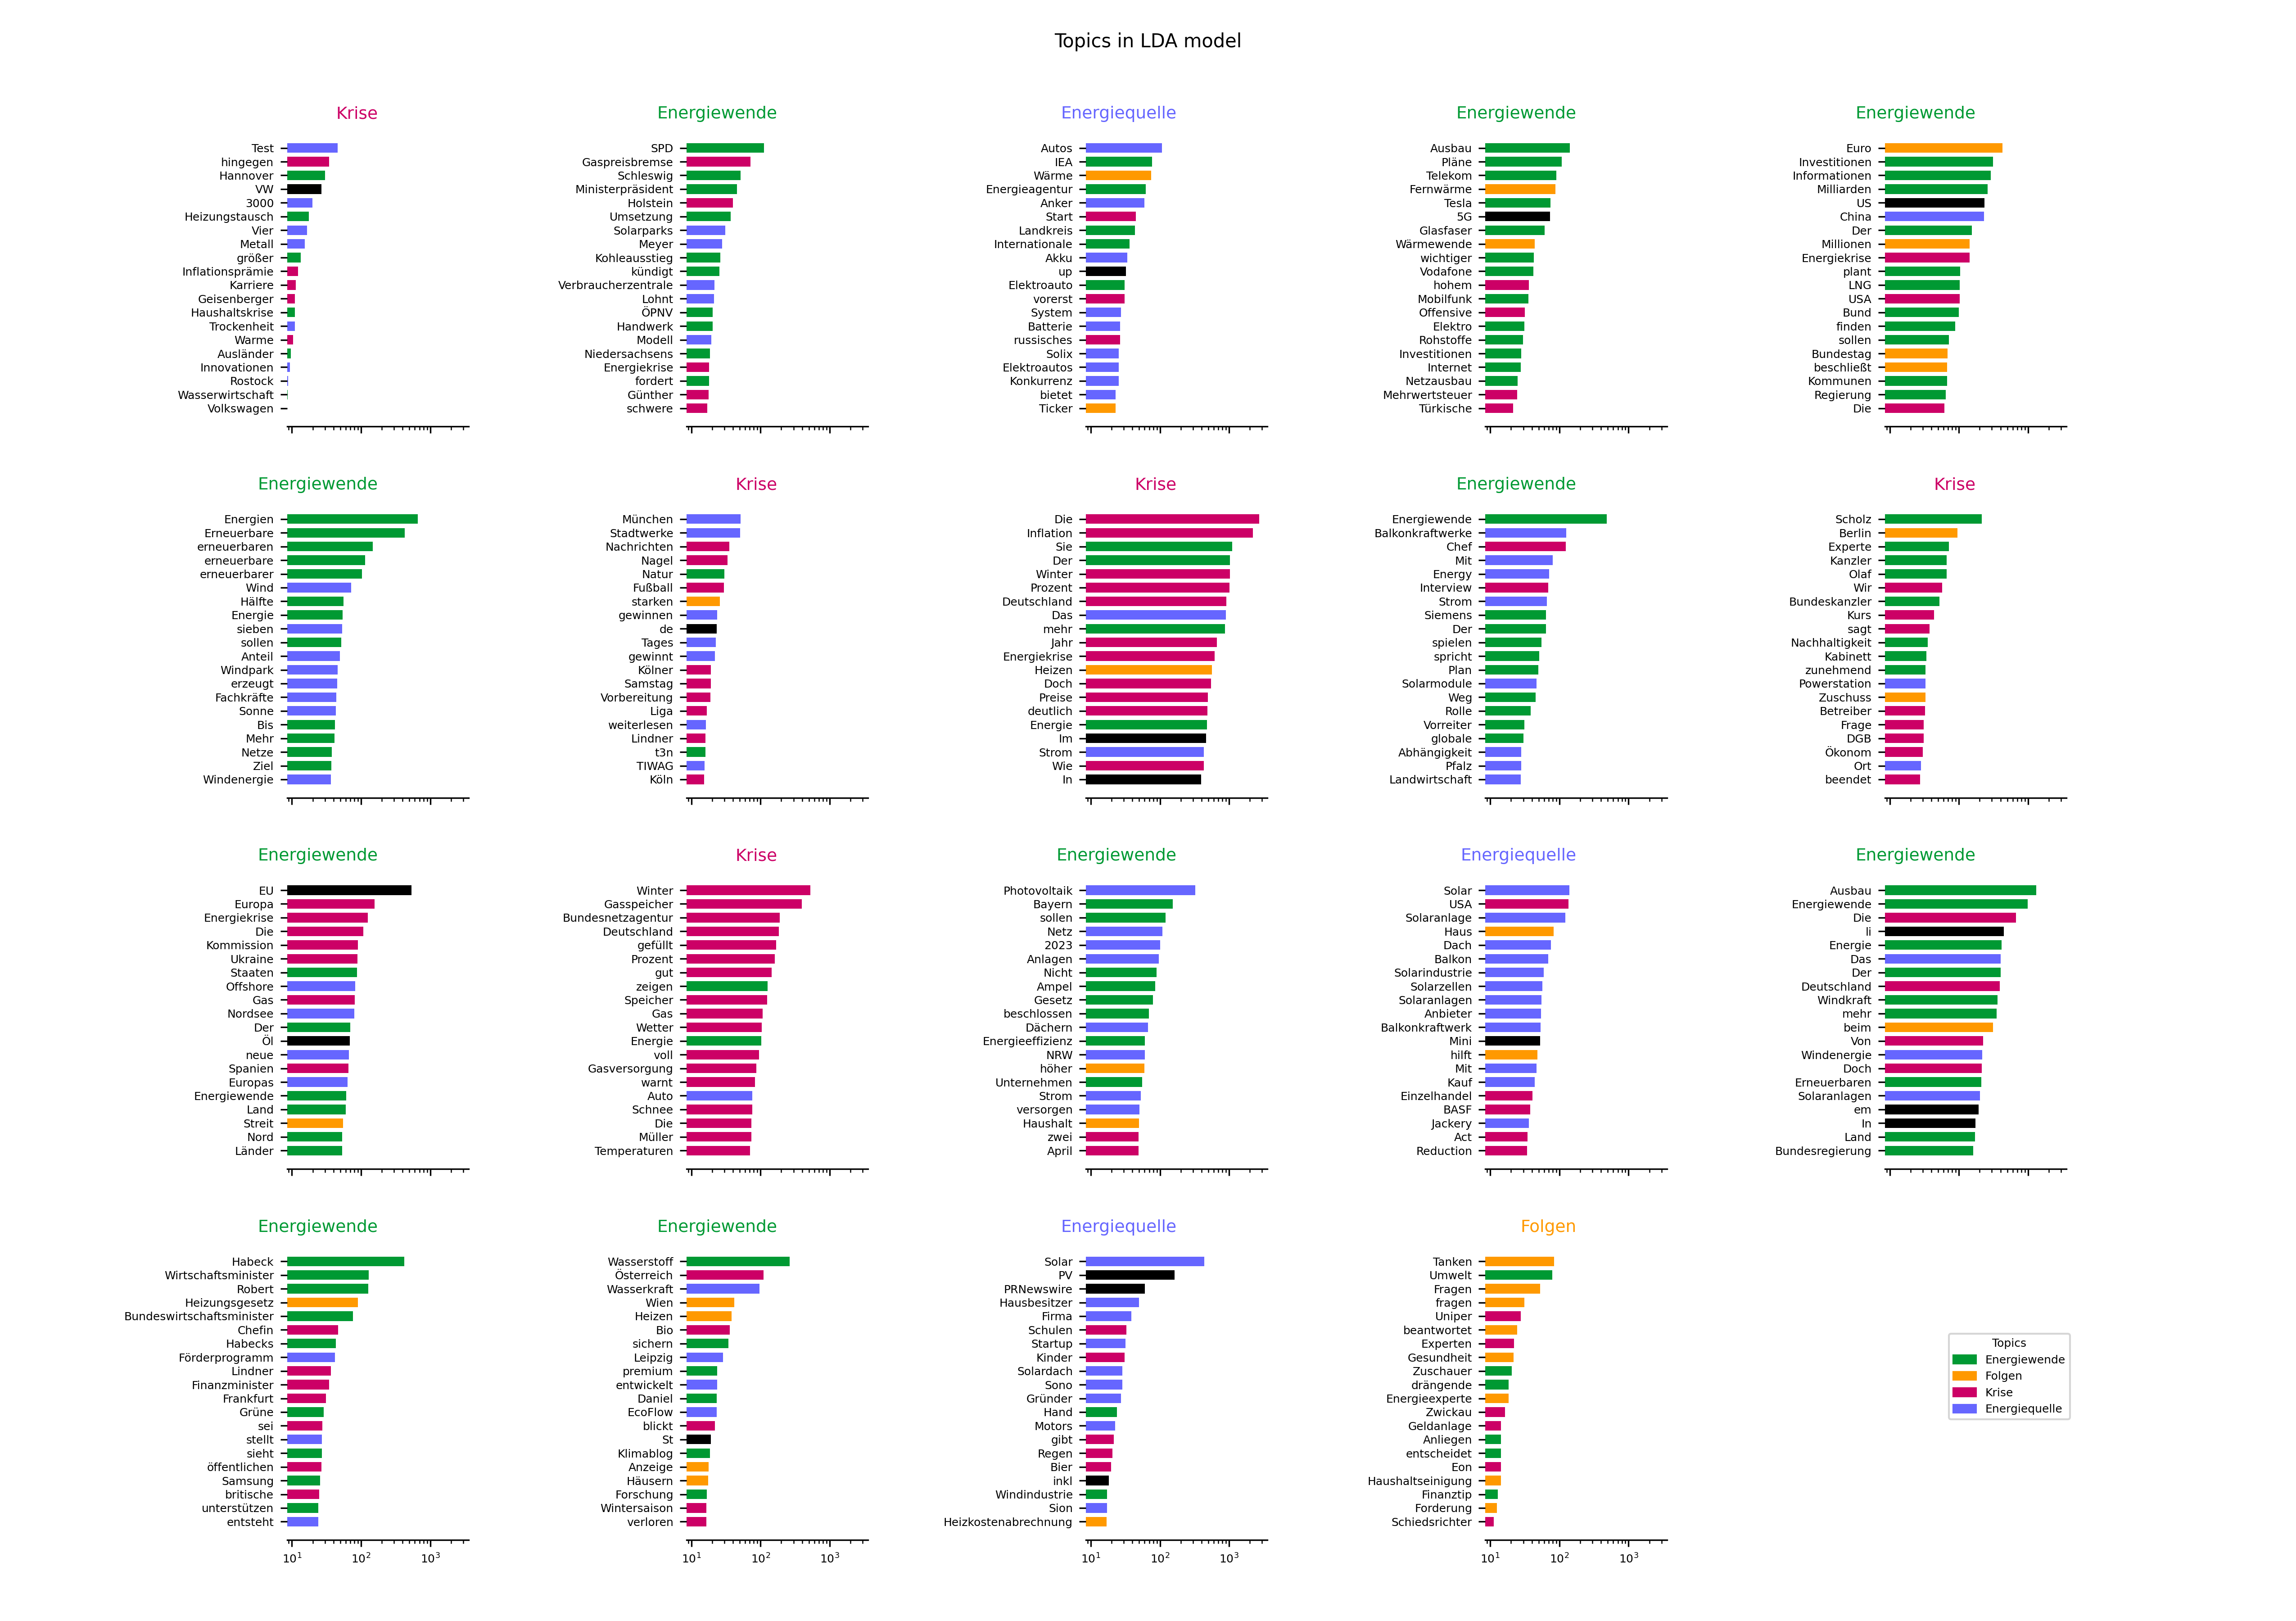 Topics in LDA model
Krise
Test
hingegen
Hannover
VW
3000
Heizungstausch
Vier
Metall
größer
Inflationsprämie
Karriere
Geisenberger
Haushaltskrise
Trockenheit
Warme
Ausländer
Innovationen
Rostock
Wasserwirtschaft
Volkswagen
Energiewende
SPD
Gaspreisbremse
Schleswig
Ministerpräsident
Holstein
Umsetzung
Solarparks
Meyer
Kohleausstieg
kündigt
Verbraucherzentrale
Lohnt
ÖPNV
Handwerk
Modell
Niedersachsens
Energiekrise
fordert
Günther
schwere
Energiequelle
Autos
IEA
Wärme
Energieagentur
Anker
Start
Landkreis
Internationale
Akku
up
Elektroauto
vorerst
System
Batterie
russisches
Solix
Elektroautos
Konkurrenz
bietet
Ticker
Energiewende
Ausbau
Pläne
Telekom
Fernwärme
Tesla
5G
Glasfaser
Wärmewende
wichtiger
Vodafone
hohem
Mobilfunk
Offensive
Elektro
Rohstoffe
Investitionen
Internet
Netzausbau
Mehrwertsteuer
Türkische
Energiewende
Euro
Investitionen
Informationen
Milliarden
US
China
Der
Millionen
Energiekrise
plant
LNG
USA
Bund
finden
sollen
Bundestag
beschließt
Kommunen
Regierung
Die
Energiewende
Energien
Erneuerbare
erneuerbaren
erneuerbare
erneuerbarer
Wind
Hälfte
Energie
sieben
sollen
Anteil
Windpark
erzeugt
Fachkräfte
Sonne
Bis
Mehr
Netze
Ziel
Windenergie
Krise
München
Stadtwerke
Nachrichten
Nagel
Natur
Fußball
starken
gewinnen
de
Tages
gewinnt
Kölner
Samstag
Vorbereitung
Liga
weiterlesen
Lindner
t3n
TIWAG
Köln
Krise
Die
Inflation
Sie
Der
Winter
Prozent
Deutschland
Das
mehr
Jahr
Energiekrise
Heizen
Doch
Preise
deutlich
Energie
Im
Strom
Wie
In
Energiewende
Energiewende
Balkonkraftwerke
Chef
Mit
Energy
Interview
Strom
Siemens
Der
spielen
spricht
Plan
Solarmodule
Weg
Rolle
Vorreiter
globale
Abhängigkeit
Pfalz
Landwirtschaft
Krise
Scholz
Berlin
Experte
Kanzler
Olaf
Wir
Bundeskanzler
Kurs
sagt
Nachhaltigkeit
Kabinett
zunehmend
Powerstation
Zuschuss
Betreiber
Frage
DGB
Ökonom
Ort
beendet
Energiewende
EU
Europa
Energiekrise
Die
Kommission
Ukraine
Staaten
Offshore
Gas
Nordsee
Der
Öl
neue
Spanien
Europas
Energiewende
Land
Streit
Nord
Länder
Krise
Winter
Gasspeicher
Bundesnetzagentur
Deutschland
gefüllt
Prozent
gut
zeigen
Speicher
Gas
Wetter
Energie
voll
Gasversorgung
warnt
Auto
Schnee
Die
Müller
Temperaturen
Energiewende
Photovoltaik
Bayern
sollen
Netz
2023
Anlagen
Nicht
Ampel
Gesetz
beschlossen
Dächern
Energieeffizienz
NRW
höher
Unternehmen
Strom
versorgen
Haushalt
zwei
April
Energiequelle
Solar
USA
Solaranlage
Haus
Dach
Balkon
Solarindustrie
Solarzellen
Solaranlagen
Anbieter
Balkonkraftwerk
Mini
hilft
Mit
Kauf
Einzelhandel
BASF
Jackery
Act
Reduction
Energiewende
Ausbau
Energiewende
Die
li
Energie
Das
Der
Deutschland
Windkraft
mehr
beim
Von
Windenergie
Doch
Erneuerbaren
Solaranlagen
em
In
Land
Bundesregierung
Energiewende
Habeck
Wirtschaftsminister
Robert
Heizungsgesetz
Bundeswirtschaftsminister
Chefin
Habecks
Förderprogramm
Lindner
Finanzminister
Frankfurt
Grüne
sei
stellt
sieht
öffentlichen
Samsung
britische
unterstützen
entsteht
10¹ 10² 10³
Energiewende
Wasserstoff
Österreich
Wasserkraft
Wien
Heizen
Bio
sichern
Leipzig
premium
entwickelt
Daniel
EcoFlow
blickt
St
Klimablog
Anzeige
Häusern
Forschung
Wintersaison
verloren
10¹ 10² 10³
Energiequelle
Solar
PV
PRNewswire
Hausbesitzer
Firma
Schulen
Startup
Kinder
Solardach
Sono
Gründer
Hand
Motors
gibt
Regen
Bier
inkl
Windindustrie
Sion
Heizkostenabrechnung
10¹ 10² 10³
Folgen
Tanken
Umwelt
Fragen
fragen
Uniper
beantwortet
Experten
Gesundheit
Zuschauer
drängende
Energieexperte
Zwickau
Geldanlage
Anliegen
entscheidet
Eon
Haushaltseinigung
Finanztip
Forderung
Schiedsrichter
10¹ 10² 10³
Topics
Energiewende
Folgen
Krise
Energiequelle